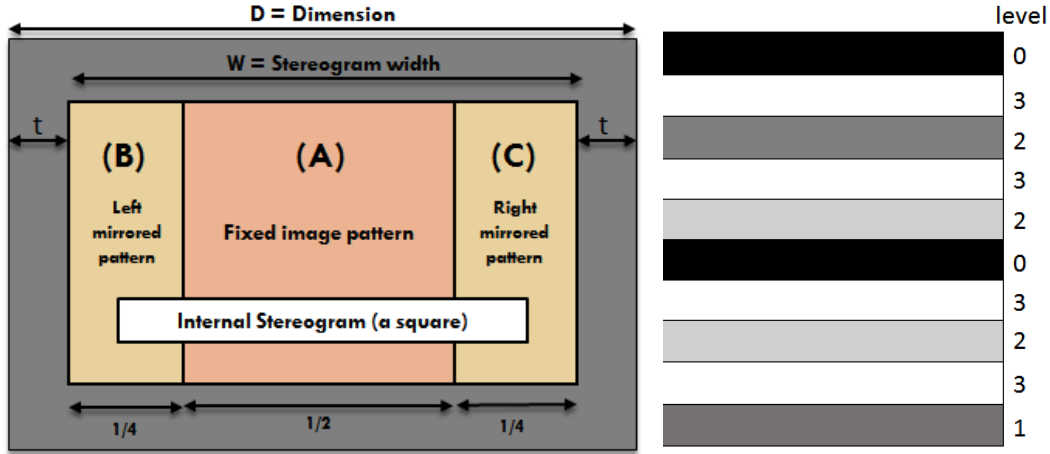 D = Dimension
W = Stereogram width
t
t
(B)
(A)
(C)
Left
mirrored
pattern
Fixed image pattern
Right
mirrored
pattern
Internal Stereogram (a square)
1/4
1/2
1/4
level
0
3
2
3
2
0
3
2
3
1